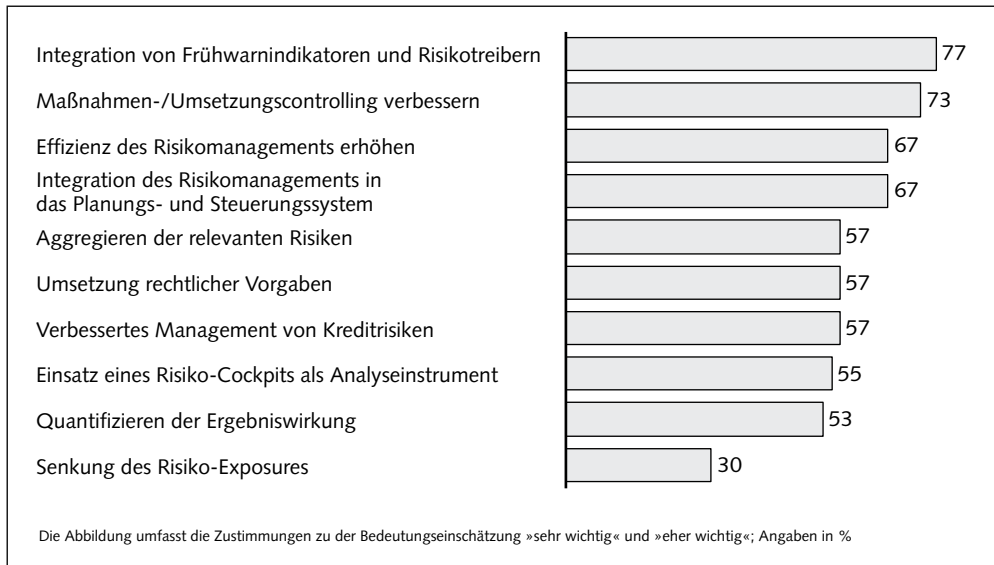 Integration von Frühwarnindikatoren und Risikotreibern 77
Maßnahmen-/Umsetzungscontrolling verbessern 73
Effizienz des Risikomanagements erhöhen 67
Integration des Risikomanagements in
das Planungs- und Steuerungssystem 67
Aggregieren der relevanten Risiken 57
Umsetzung rechtlicher Vorgaben 57
Verbessertes Management von Kreditrisiken 57
Einsatz eines Risiko-Cockpits als Analyseinstrument 55
Quantifizieren der Ergebniswirkung 53
Senkung des Risiko-Exposures 30
Die Abbildung umfasst die Zustimmungen zu der Bedeutungseinschätzung »sehr wichtig« und »eher wichtig«; Angaben in %